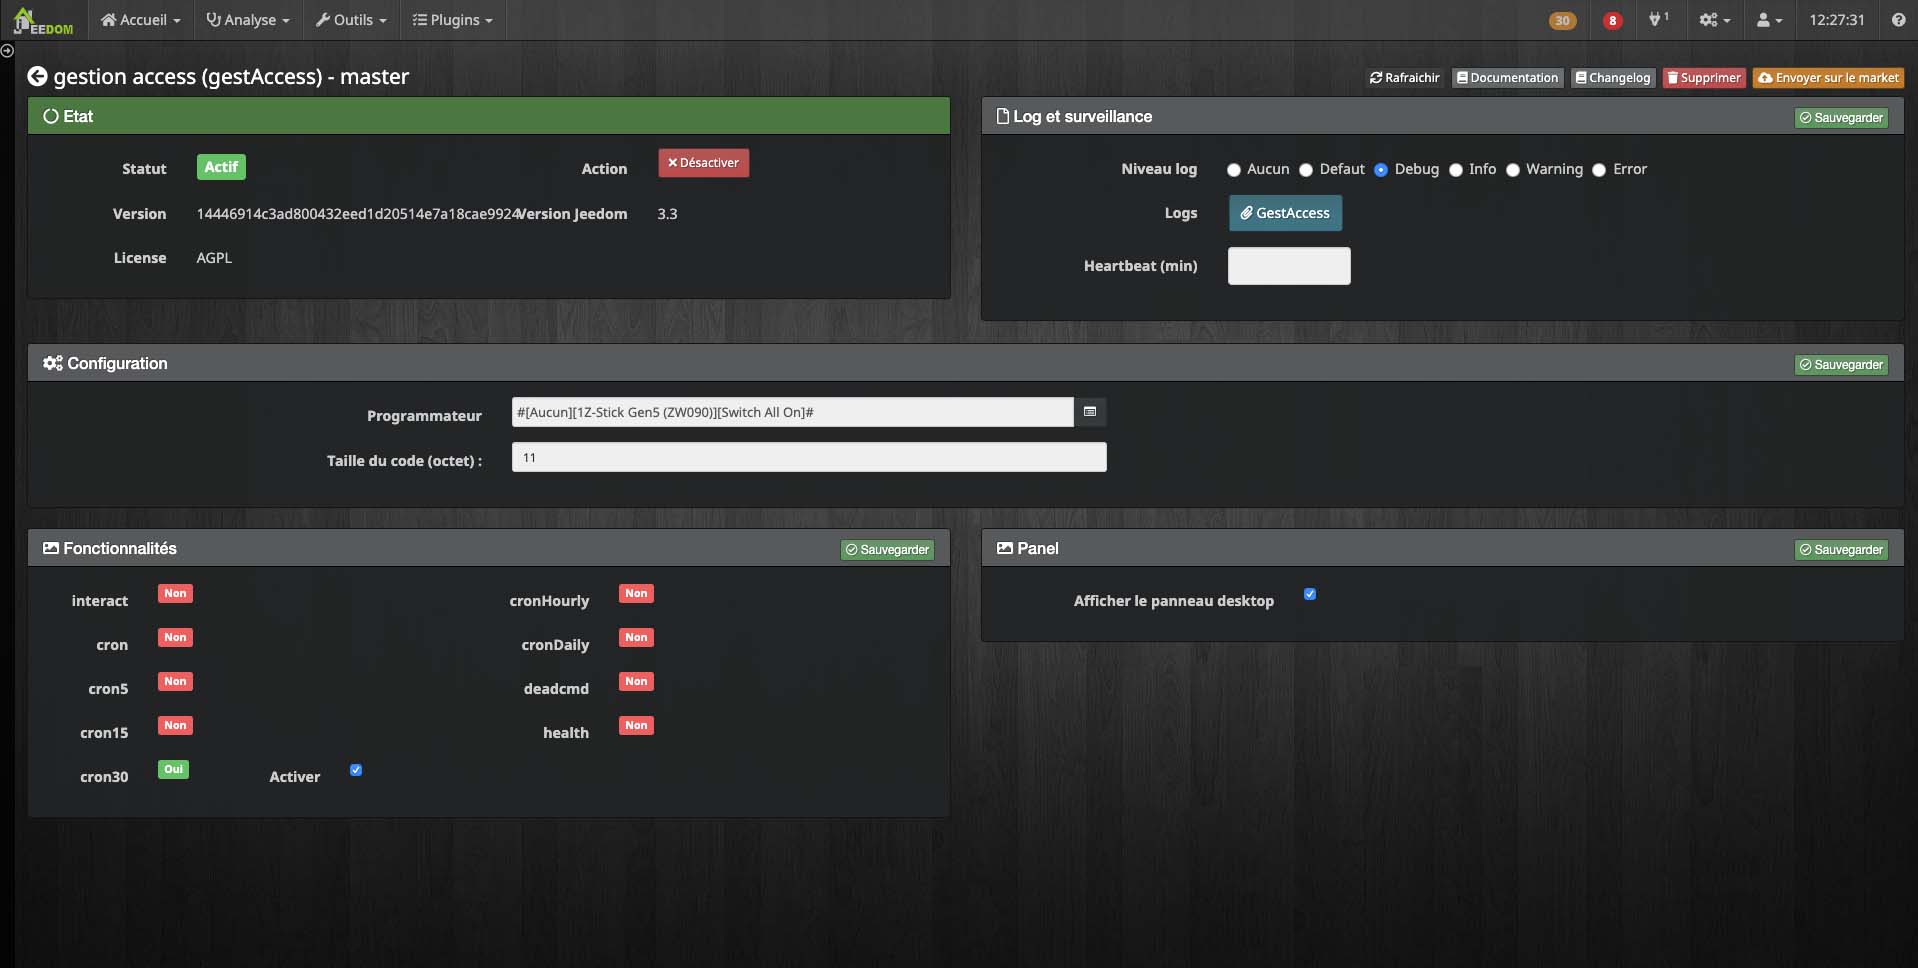 JEEDOM Accueil Analyse Outils Plugins 30 8 1 12:27:31
gestion access (gestAccess) - master Rafraichir Documentation Changelog Supprimer Envoyer sur le market
Etat
Statut Actif Action Désactiver
Version 14446914c3ad800432eed1d20514e7a18cae9924 Version Jeedom 3.3
License AGPL
Log et surveillance Sauvegarder
Niveau log Aucun Defaut Debug Info Warning Error
Logs GestAccess
Heartbeat (min)
Configuration Sauvegarder
Programmateur #[Aucun][1Z-Stick Gen5 (ZW090)][Switch All On]#
Taille du code (octet) : 11
Fonctionnalités Sauvegarder
interact Non cronHourly Non
cron Non cronDaily Non
cron5 Non deadcmd Non
cron15 Non health Non
cron30 Oui Activer
Panel Sauvegarder
Afficher le panneau desktop